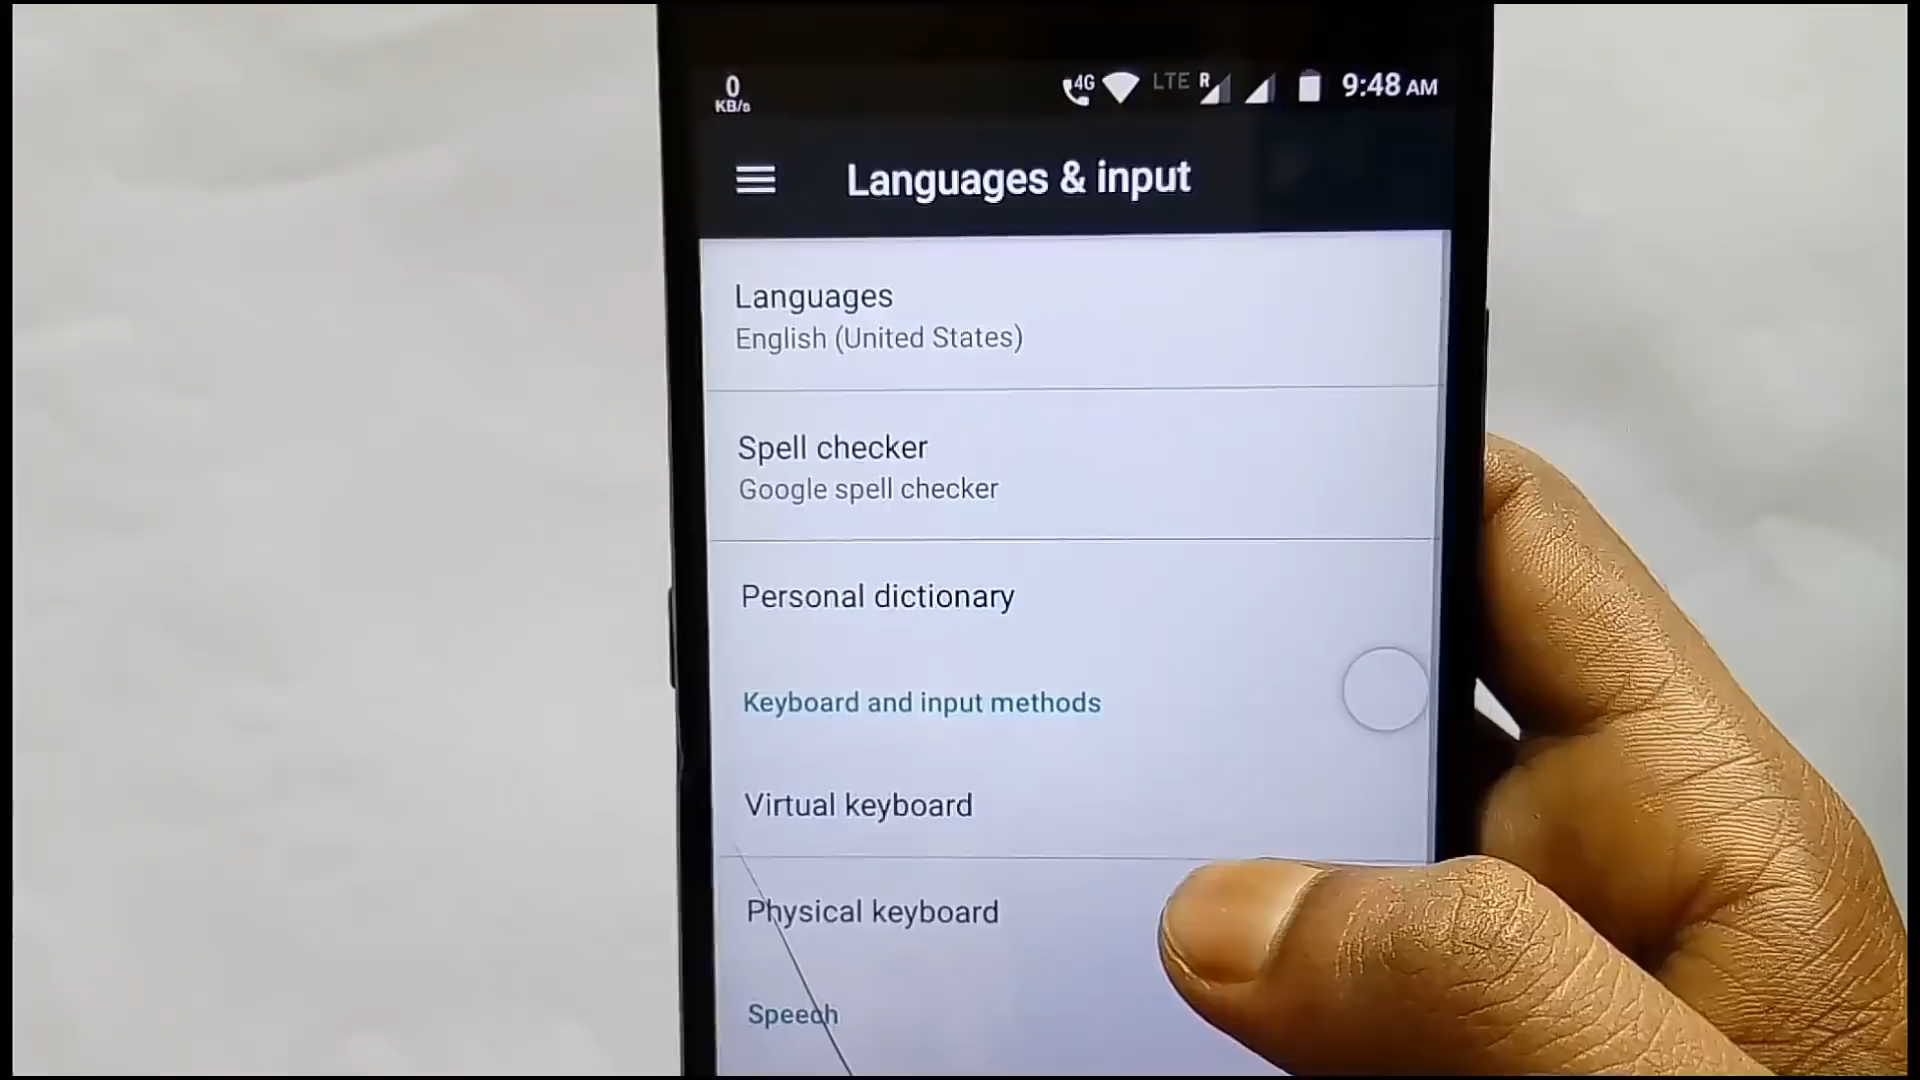 0
KB/s
4G
LTE R
9:48 AM
Languages & input
Languages
English (United States)
Spell checker
Google spell checker
Personal dictionary
Keyboard and input methods
Virtual keyboard
Physical keyboard
Speech